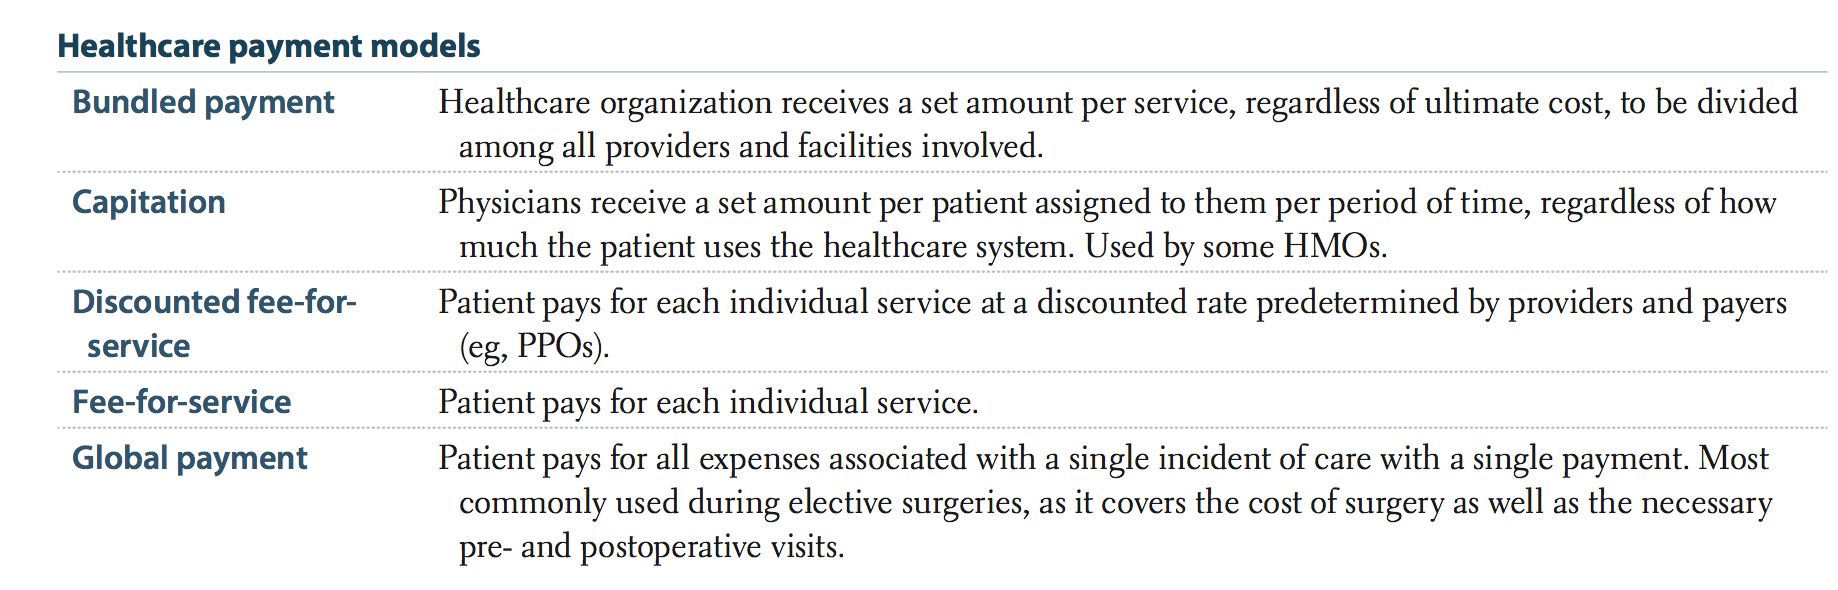 Healthcare payment models
Bundled payment
Healthcare organization receives a set amount per service, regardless of ultimate cost, to be divided
among all providers and facilities involved.
Capitation
Physicians receive a set amount per patient assigned to them per period of time, regardless of how
much the patient uses the healthcare system. Used by some HMOs.
Discounted fee-for-
service
Patient pays for each individual service at a discounted rate predetermined by providers and payers
(eg, PPOs).
Fee-for-service
Patient pays for each individual service.
Global payment
Patient pays for all expenses associated with a single incident of care with a single payment. Most
commonly used during elective surgeries, as it covers the cost of surgery as well as the necessary
pre- and postoperative visits.